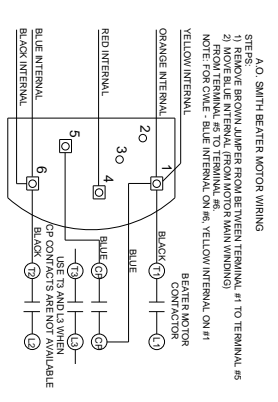 A.O. SMITH BEATER MOTOR WIRING
STEPS:
1) REMOVE BROWN JUMPER FROM BETWEEN TERMINAL #1 TO TERMINAL #5
2) MOVE BLUE INTERNAL (FROM MOTOR MAIN WINDING)
FROM TERMINAL #5 TO TERMINAL #6.
NOTE: FOR CWLE - BLUE INTERNAL ON #6, YELLOW INTERNAL ON #1
YELLOW INTERNAL
ORANGE INTERNAL
RED INTERNAL
BLUE INTERNAL
BLACK INTERNAL
1
2
3
4
5
6
BEATER MOTOR
CONTACTOR
BLACK
T1
L1
BLUE
BLUE
CP
CP
T3
L3
USE T3 AND L3 WHEN
CP CONTACTS ARE NOT AVAILABLE
BLACK
T2
L2